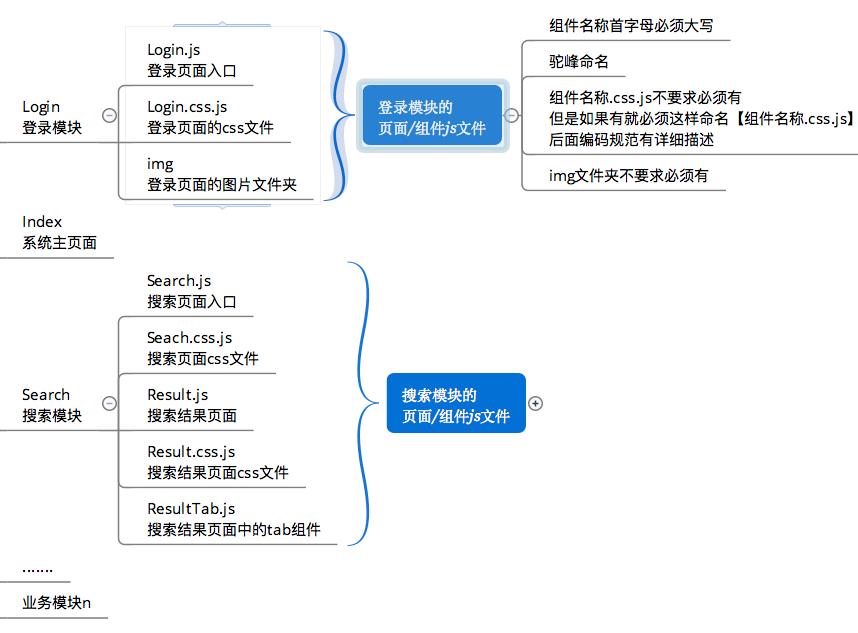 Login
登录模块
Login.js
登录页面入口
Login.css.js
登录页面的css文件
img
登录页面的图片文件夹
登录模块的
页面/组件js文件
组件名称首字母必须大写
驼峰命名
组件名称.css.js不要求必须有
但是如果有就必须这样命名【组件名称.css.js】
后面编码规范有详细描述
img文件夹不要求必须有
Index
系统主页面
Search
搜索模块
Search.js
搜索页面入口
Seach.css.js
搜索页面css文件
Result.js
搜索结果页面
Result.css.js
搜索结果页面css文件
ResultTab.js
搜索结果页面中的tab组件
搜索模块的
页面/组件js文件
.......
业务模块n